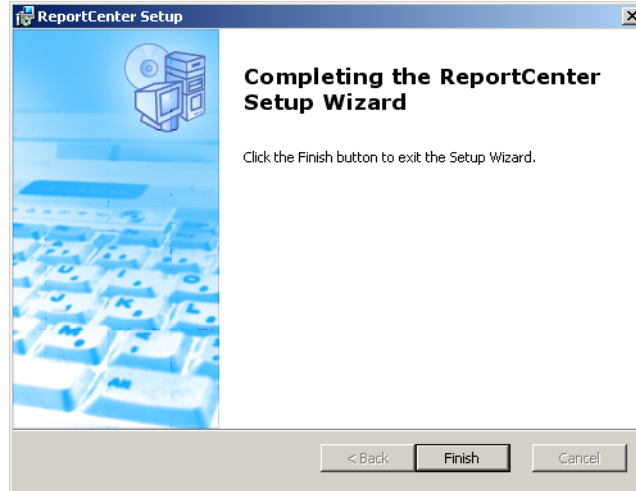 ReportCenter Setup
Completing the ReportCenter
Setup Wizard
Click the Finish button to exit the Setup Wizard.
< Back
Finish
Cancel